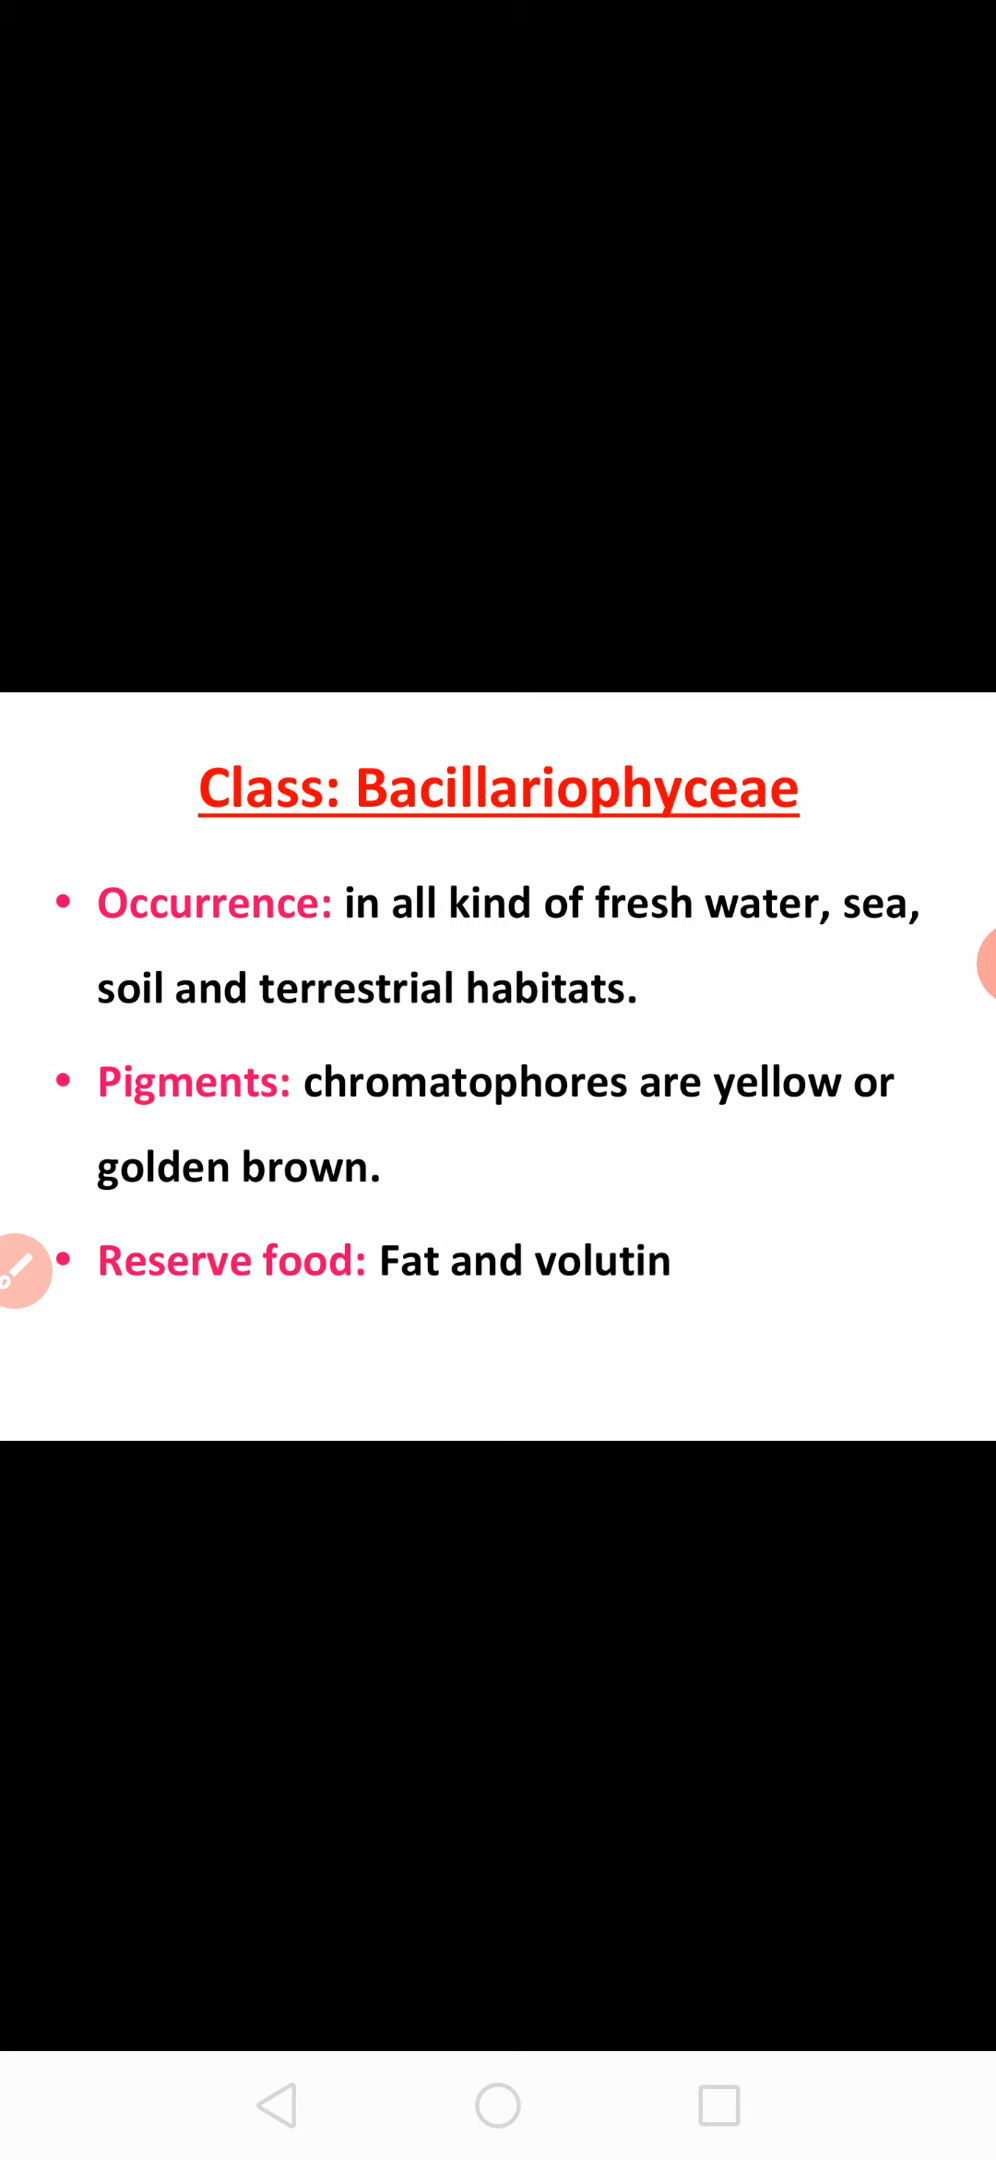 Class: Bacillariophyceae
• Occurrence: in all kind of fresh water, sea,
soil and terrestrial habitats.
• Pigments: chromatophores are yellow or
golden brown.
• Reserve food: Fat and volutin